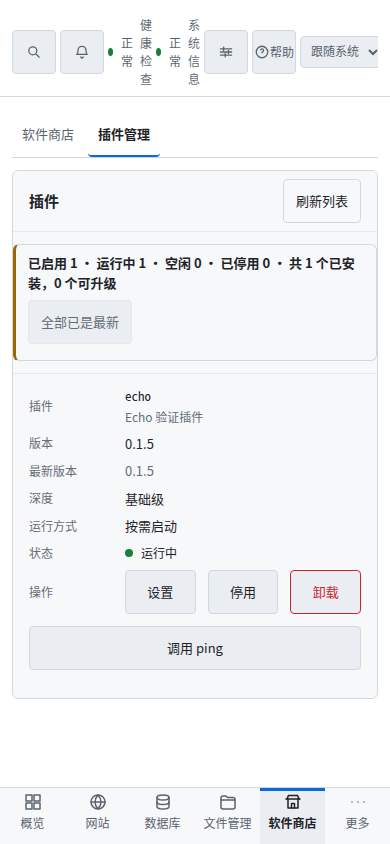 正常
健康检查
正常
系统信息
帮助
跟随系统
软件商店
插件管理
插件
刷新列表
已启用 1 · 运行中 1 · 空闲 0 · 已停用 0 · 共 1 个已安
装，0 个可升级
全部已是最新
插件
echo
Echo 验证插件
版本
0.1.5
最新版本
0.1.5
深度
基础级
运行方式
按需启动
状态
运行中
操作
设置
停用
卸载
调用 ping
概览
网站
数据库
文件管理
软件商店
更多